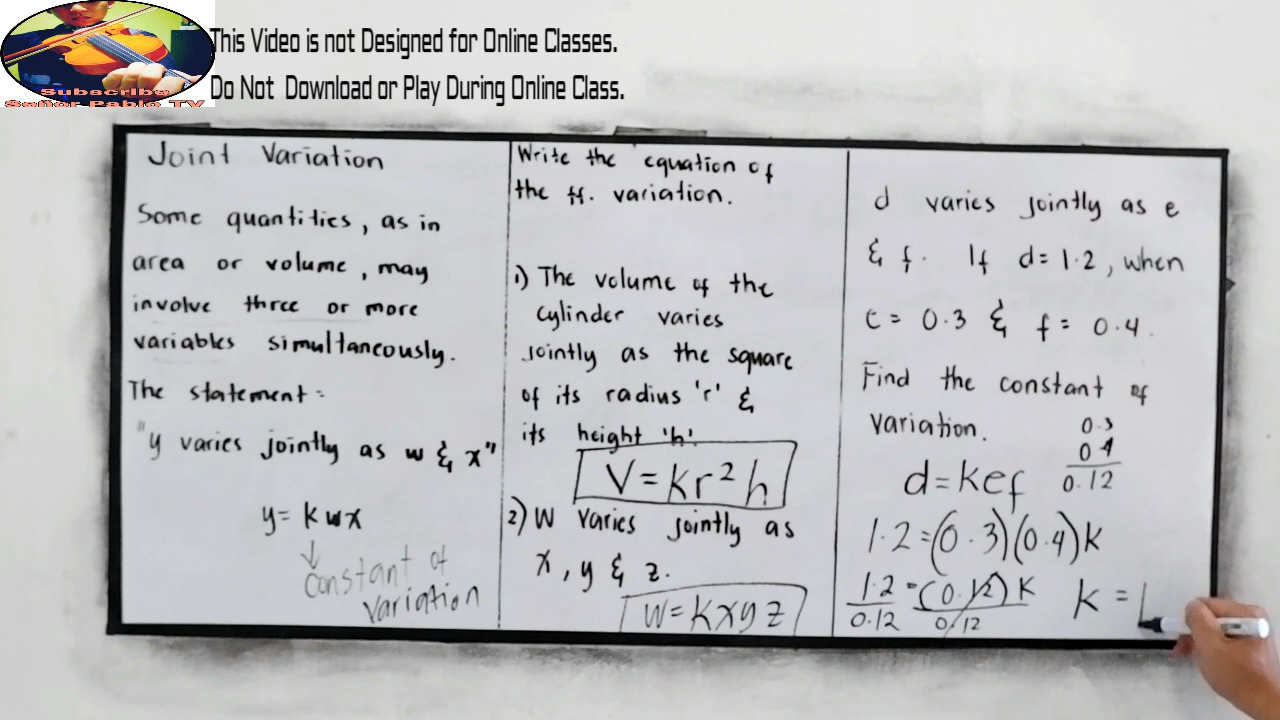 This Video is not Designed for Online Classes.
Do Not Download or Play During Online Class.
Subscribe
Señor Pablo TV
Joint Variation
Some quantities, as in
area or volume, may
involve three or more
variables simultaneously.
The statement:
"y varies jointly as w & x"
y= kwx
Constant of
Variation
Write the equation of
the ff. variation.
1) The volume of the
cylinder varies
jointly as the square
of its radius 'r' &
its height 'h'.
V=kr²h
2) W varies jointly as
x, y & z.
W=kxyz
d varies jointly as e
& f. If d=1.2, when
e= 0.3 & f= 0.4.
Find the constant of
variation.
0.3
0.4
0.12
d=kef
1.2=(0.3)(0.4)k
1.2=(0.12)k
0.12 0.12
k =